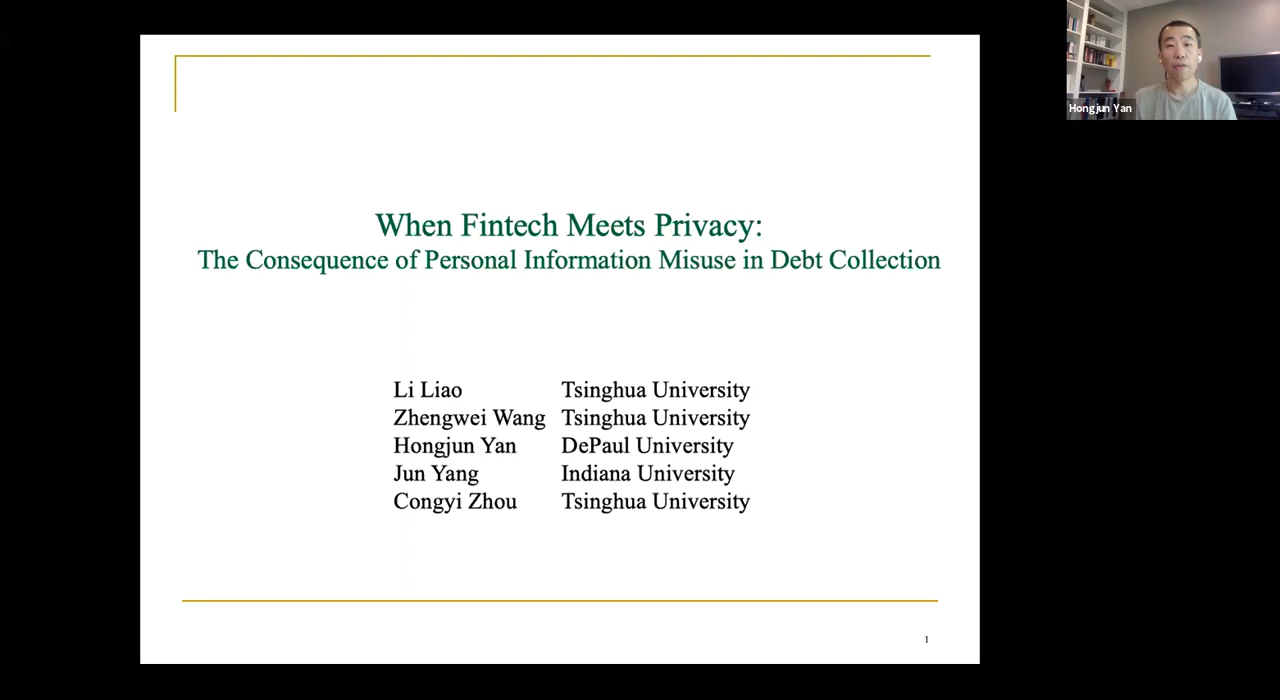 Hongjun Yan
When Fintech Meets Privacy:
The Consequence of Personal Information Misuse in Debt Collection
Li Liao Tsinghua University
Zhengwei Wang Tsinghua University
Hongjun Yan DePaul University
Jun Yang Indiana University
Congyi Zhou Tsinghua University
1